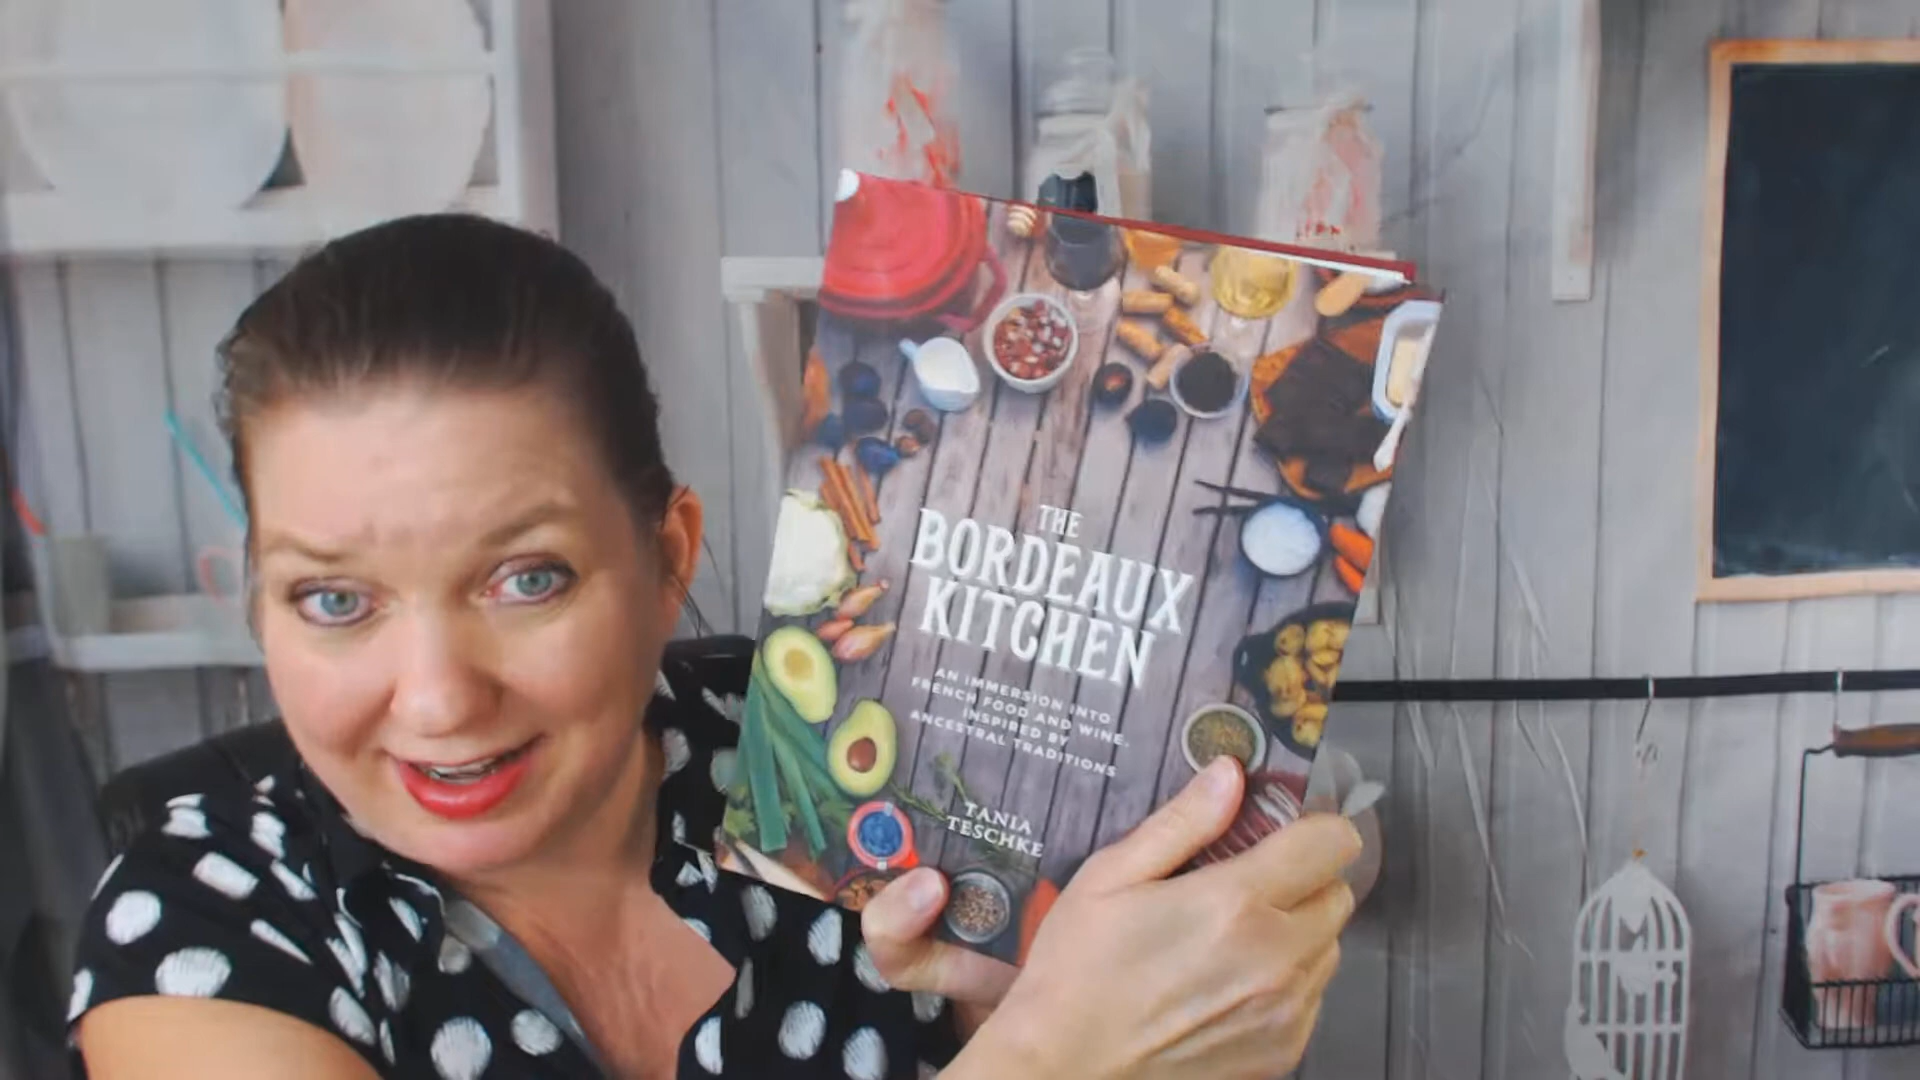 THE
BORDEAUX
KITCHEN
AN IMMERSION INTO
FRENCH FOOD AND WINE,
INSPIRED BY
ANCESTRAL TRADITIONS
TANIA
TESCHKE